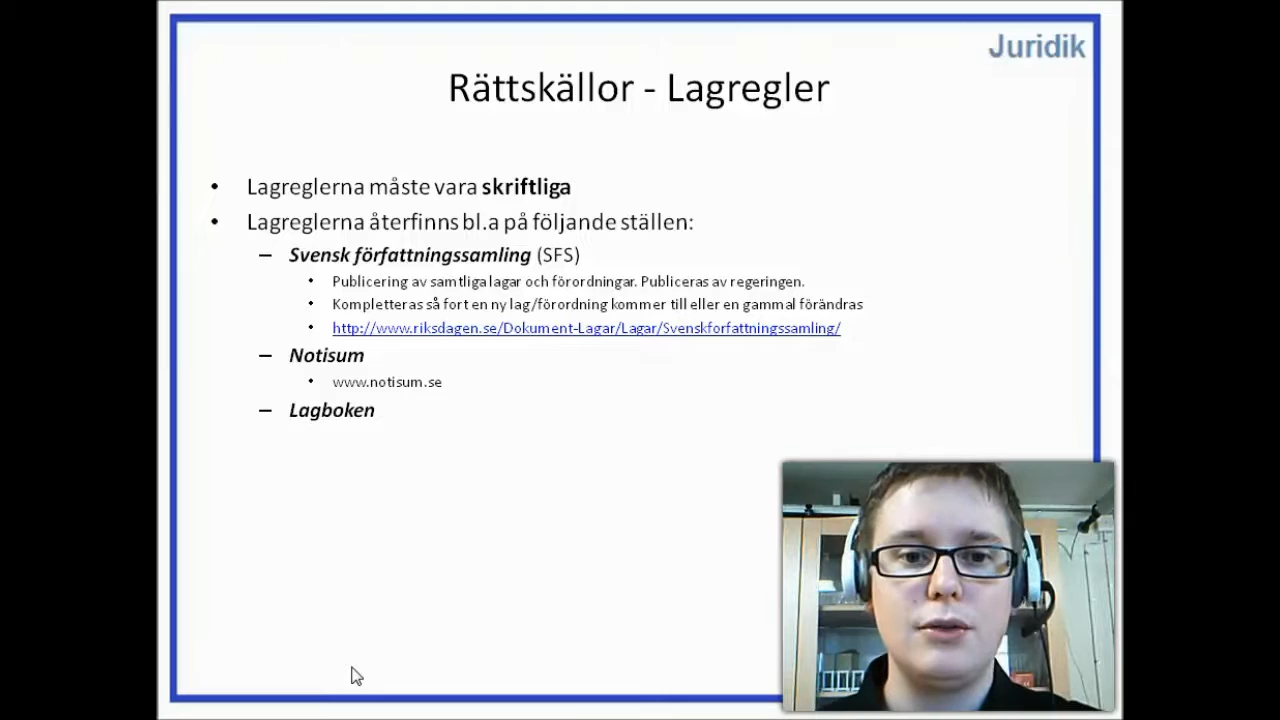 Juridik
Rättskällor - Lagregler
• Lagreglerna måste vara skriftliga
• Lagreglerna återfinns bl.a på följande ställen:
– Svensk författningssamling (SFS)
• Publicering av samtliga lagar och förordningar. Publiceras av regeringen.
• Kompletteras så fort en ny lag/förordning kommer till eller en gammal förändras
• http://www.riksdagen.se/Dokument-Lagar/Lagar/Svenskforfattningssamling/
– Notisum
• www.notisum.se
– Lagboken